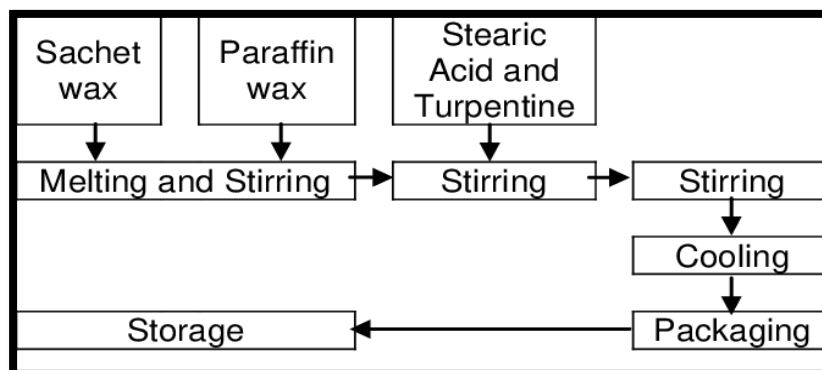 Sachet
wax
Paraffin
wax
Stearic
Acid and
Turpentine
Melting and Stirring
Stirring
Stirring
Cooling
Storage
Packaging